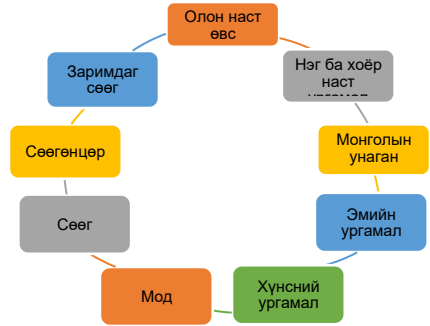 Олон наст
өвс
Нэг ба хоёр
наст
Монголын
унаган
Эмийн
ургамал
Хүнсний
ургамал
Мод
Сөөг
Сөөгөнцөр
Заримдаг
сөөг